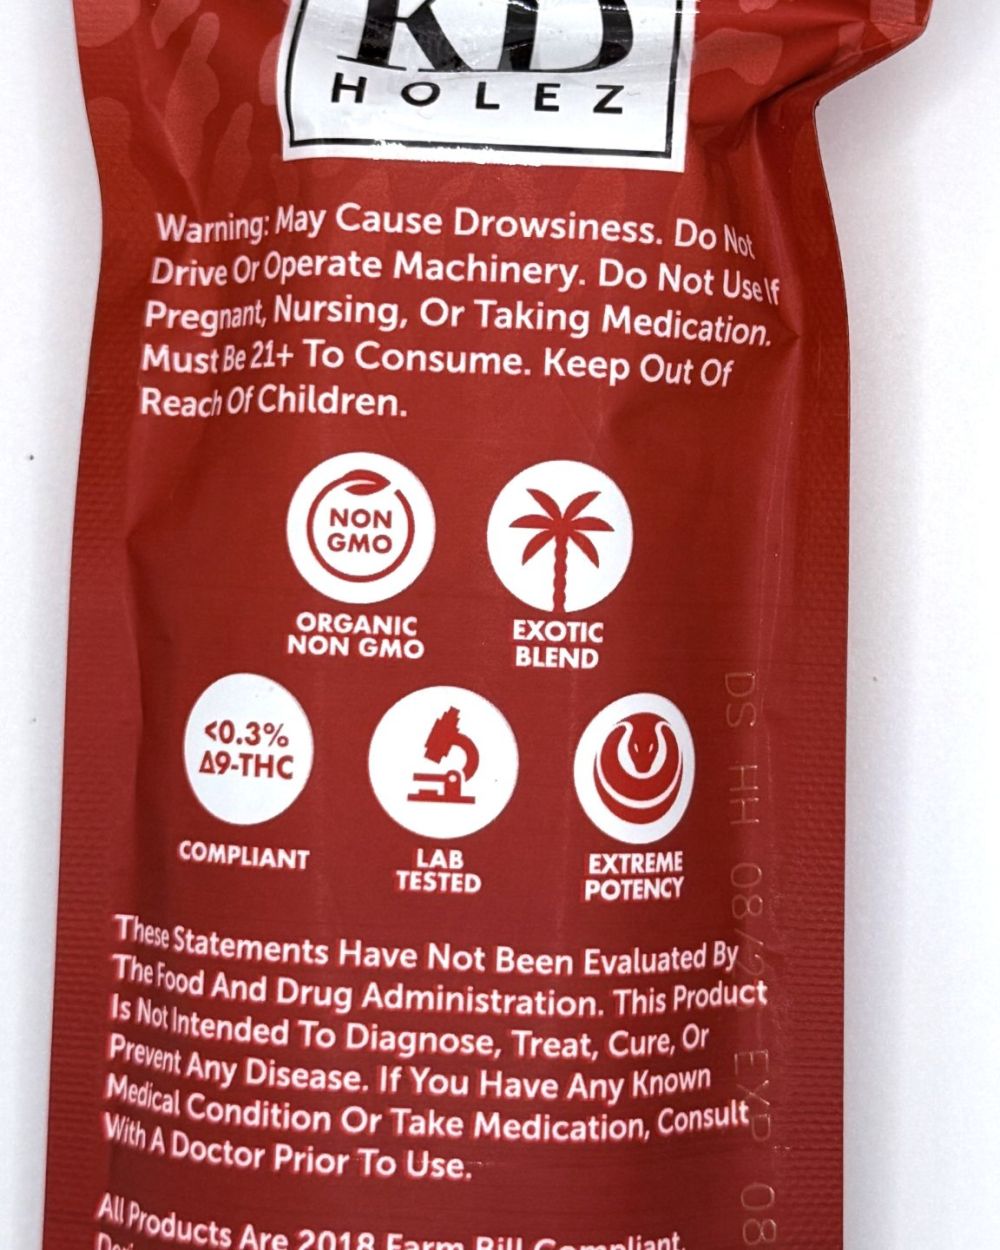 KD
HOLEZ
Warning: May Cause Drowsiness. Do Not
Drive Or Operate Machinery. Do Not Use If
Pregnant, Nursing, Or Taking Medication.
Must Be 21+ To Consume. Keep Out Of
Reach Of Children.
NON
GMO
ORGANIC
NON GMO
EXOTIC
BLEND
<0.3%
Δ9-THC
COMPLIANT
LAB
TESTED
EXTREME
POTENCY
DS HH 08/2 EXP 08
These Statements Have Not Been Evaluated By
The Food And Drug Administration. This Product
Is Not Intended To Diagnose, Treat, Cure, Or
Prevent Any Disease. If You Have Any Known
Medical Condition Or Take Medication, Consult
With A Doctor Prior To Use.
All Products Are 2018 Farm Bill Compliant.